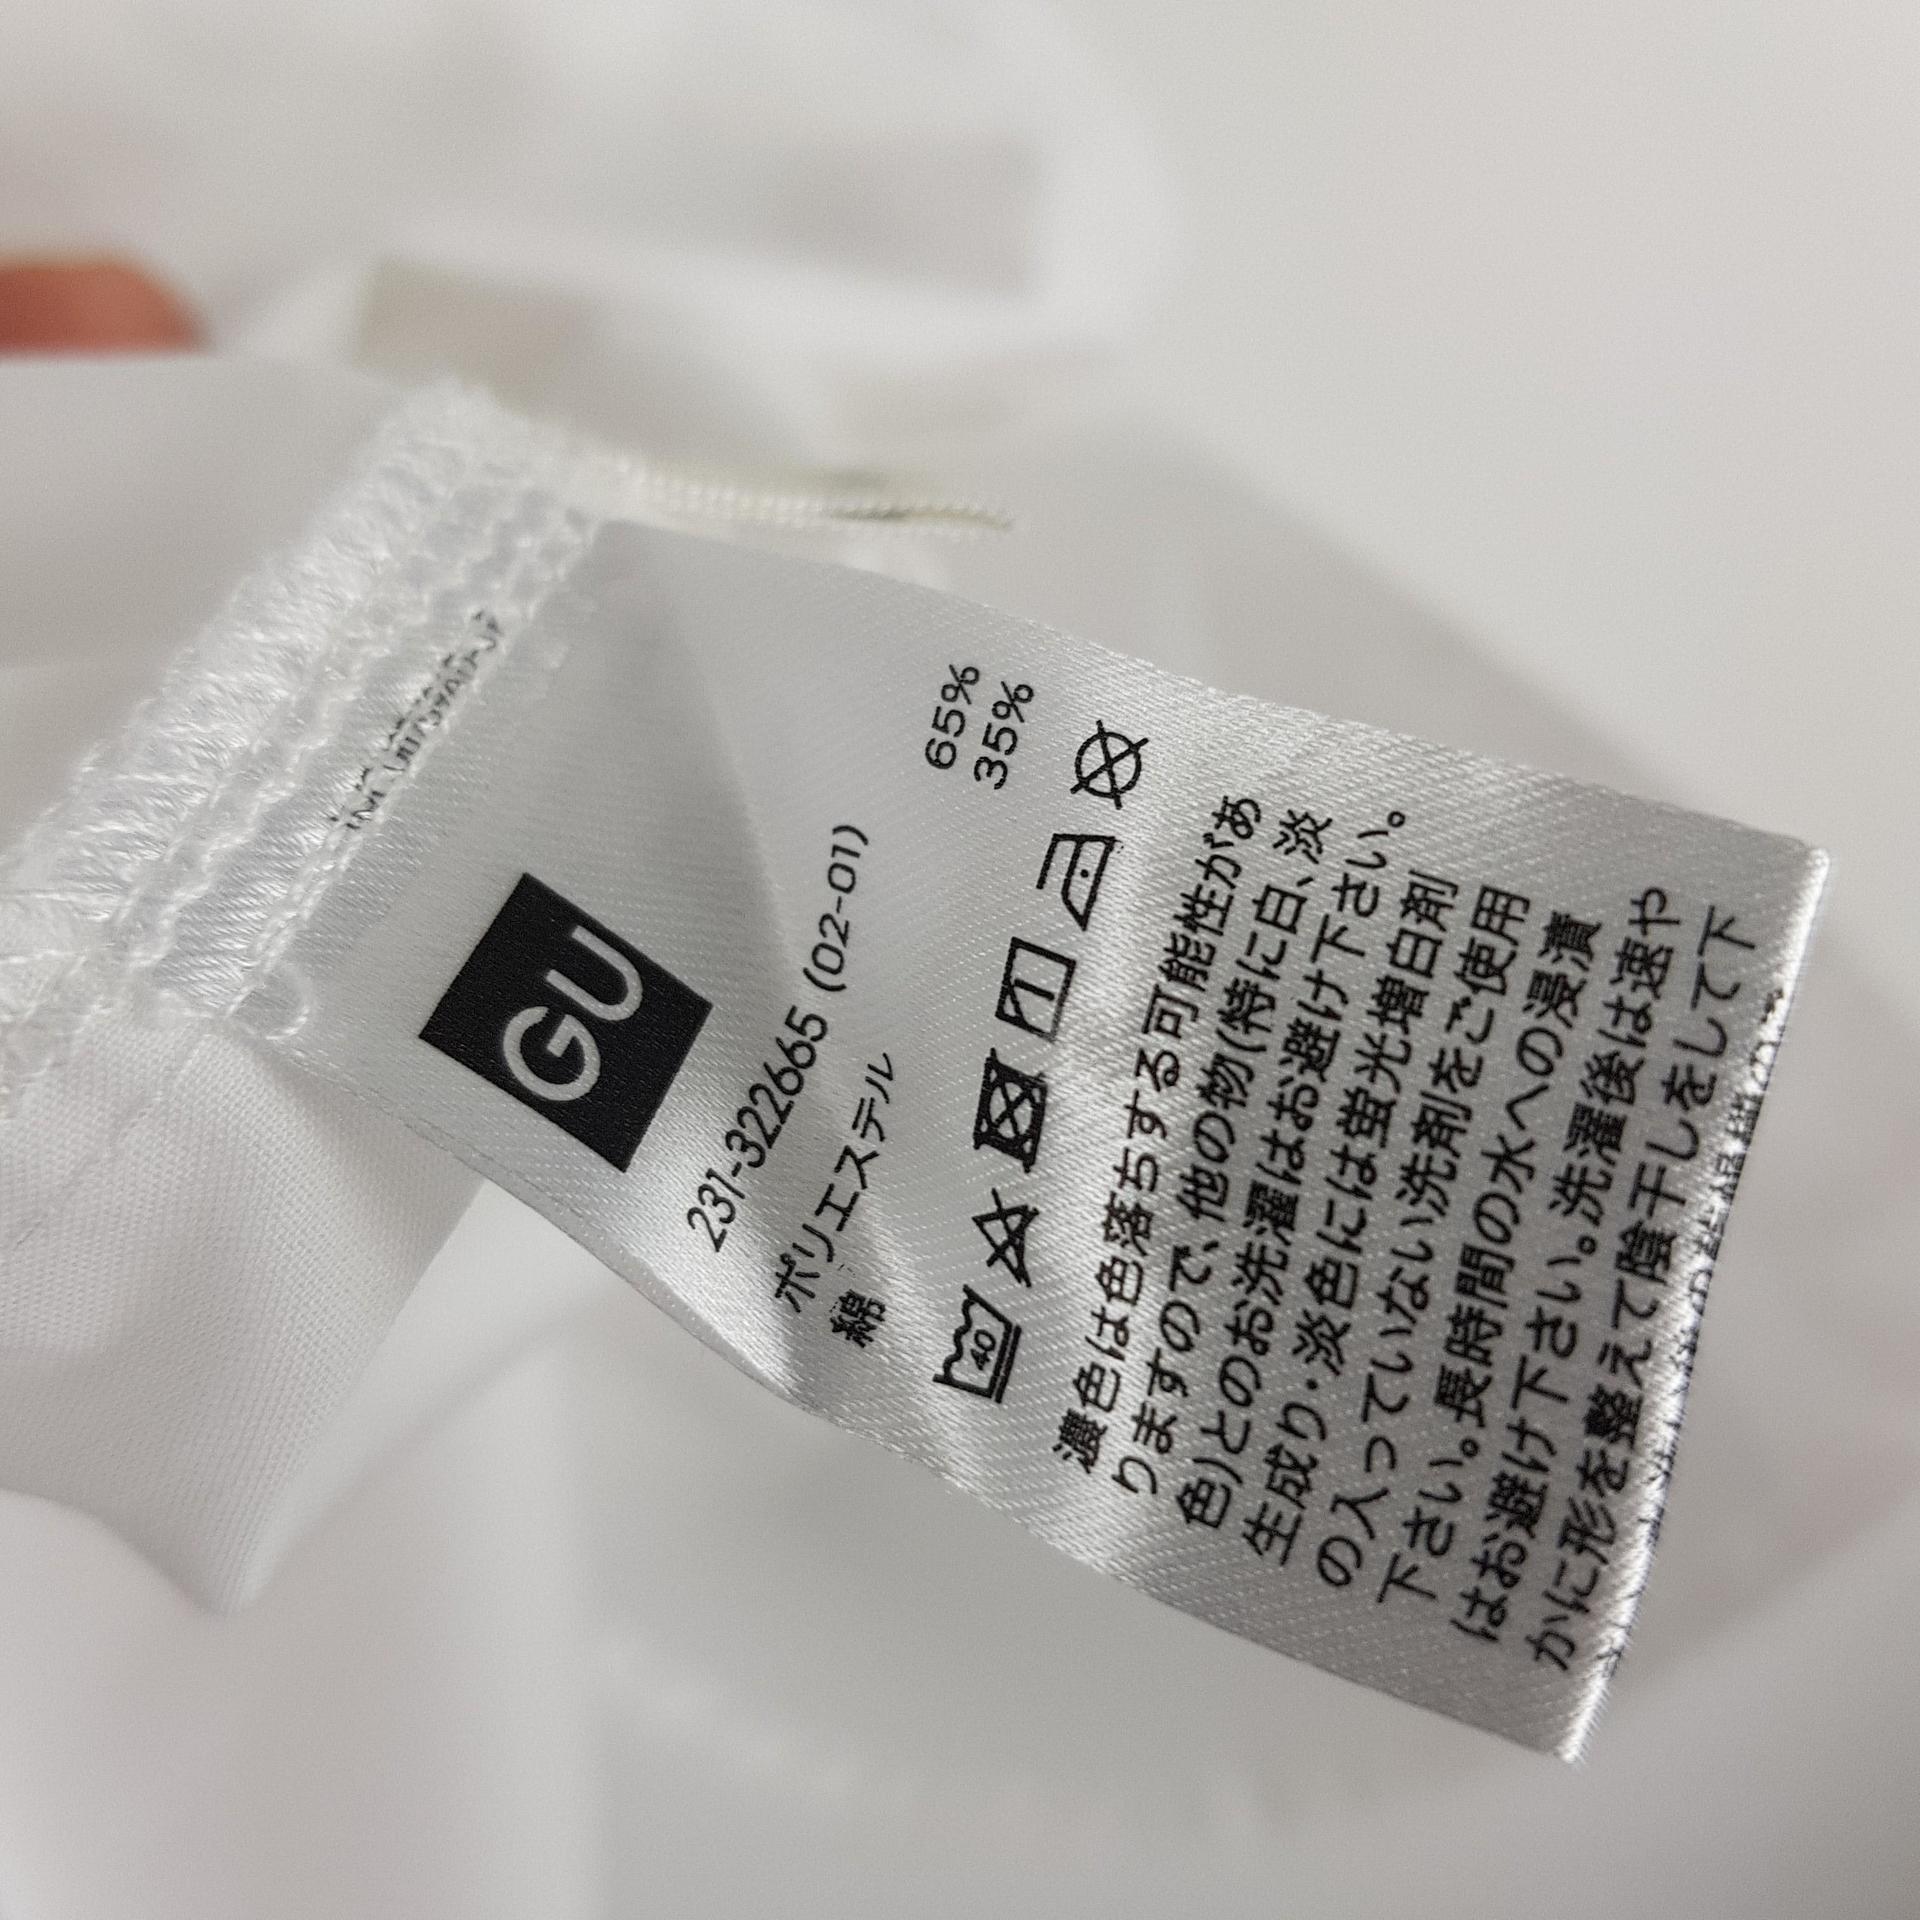 GU
231-322665 (02-01)
ポリエステル 65%
綿 35%
40
濃色は色落ちする可能性があ
りますので、他の物(特に白、淡
色)とのお洗濯はお避け下さい。
生成り・淡色には蛍光増白剤
の入っていない洗剤をご使用
下さい。長時間の水への浸漬
はお避け下さい。洗濯後は速や
かに形を整えて陰干しをして下